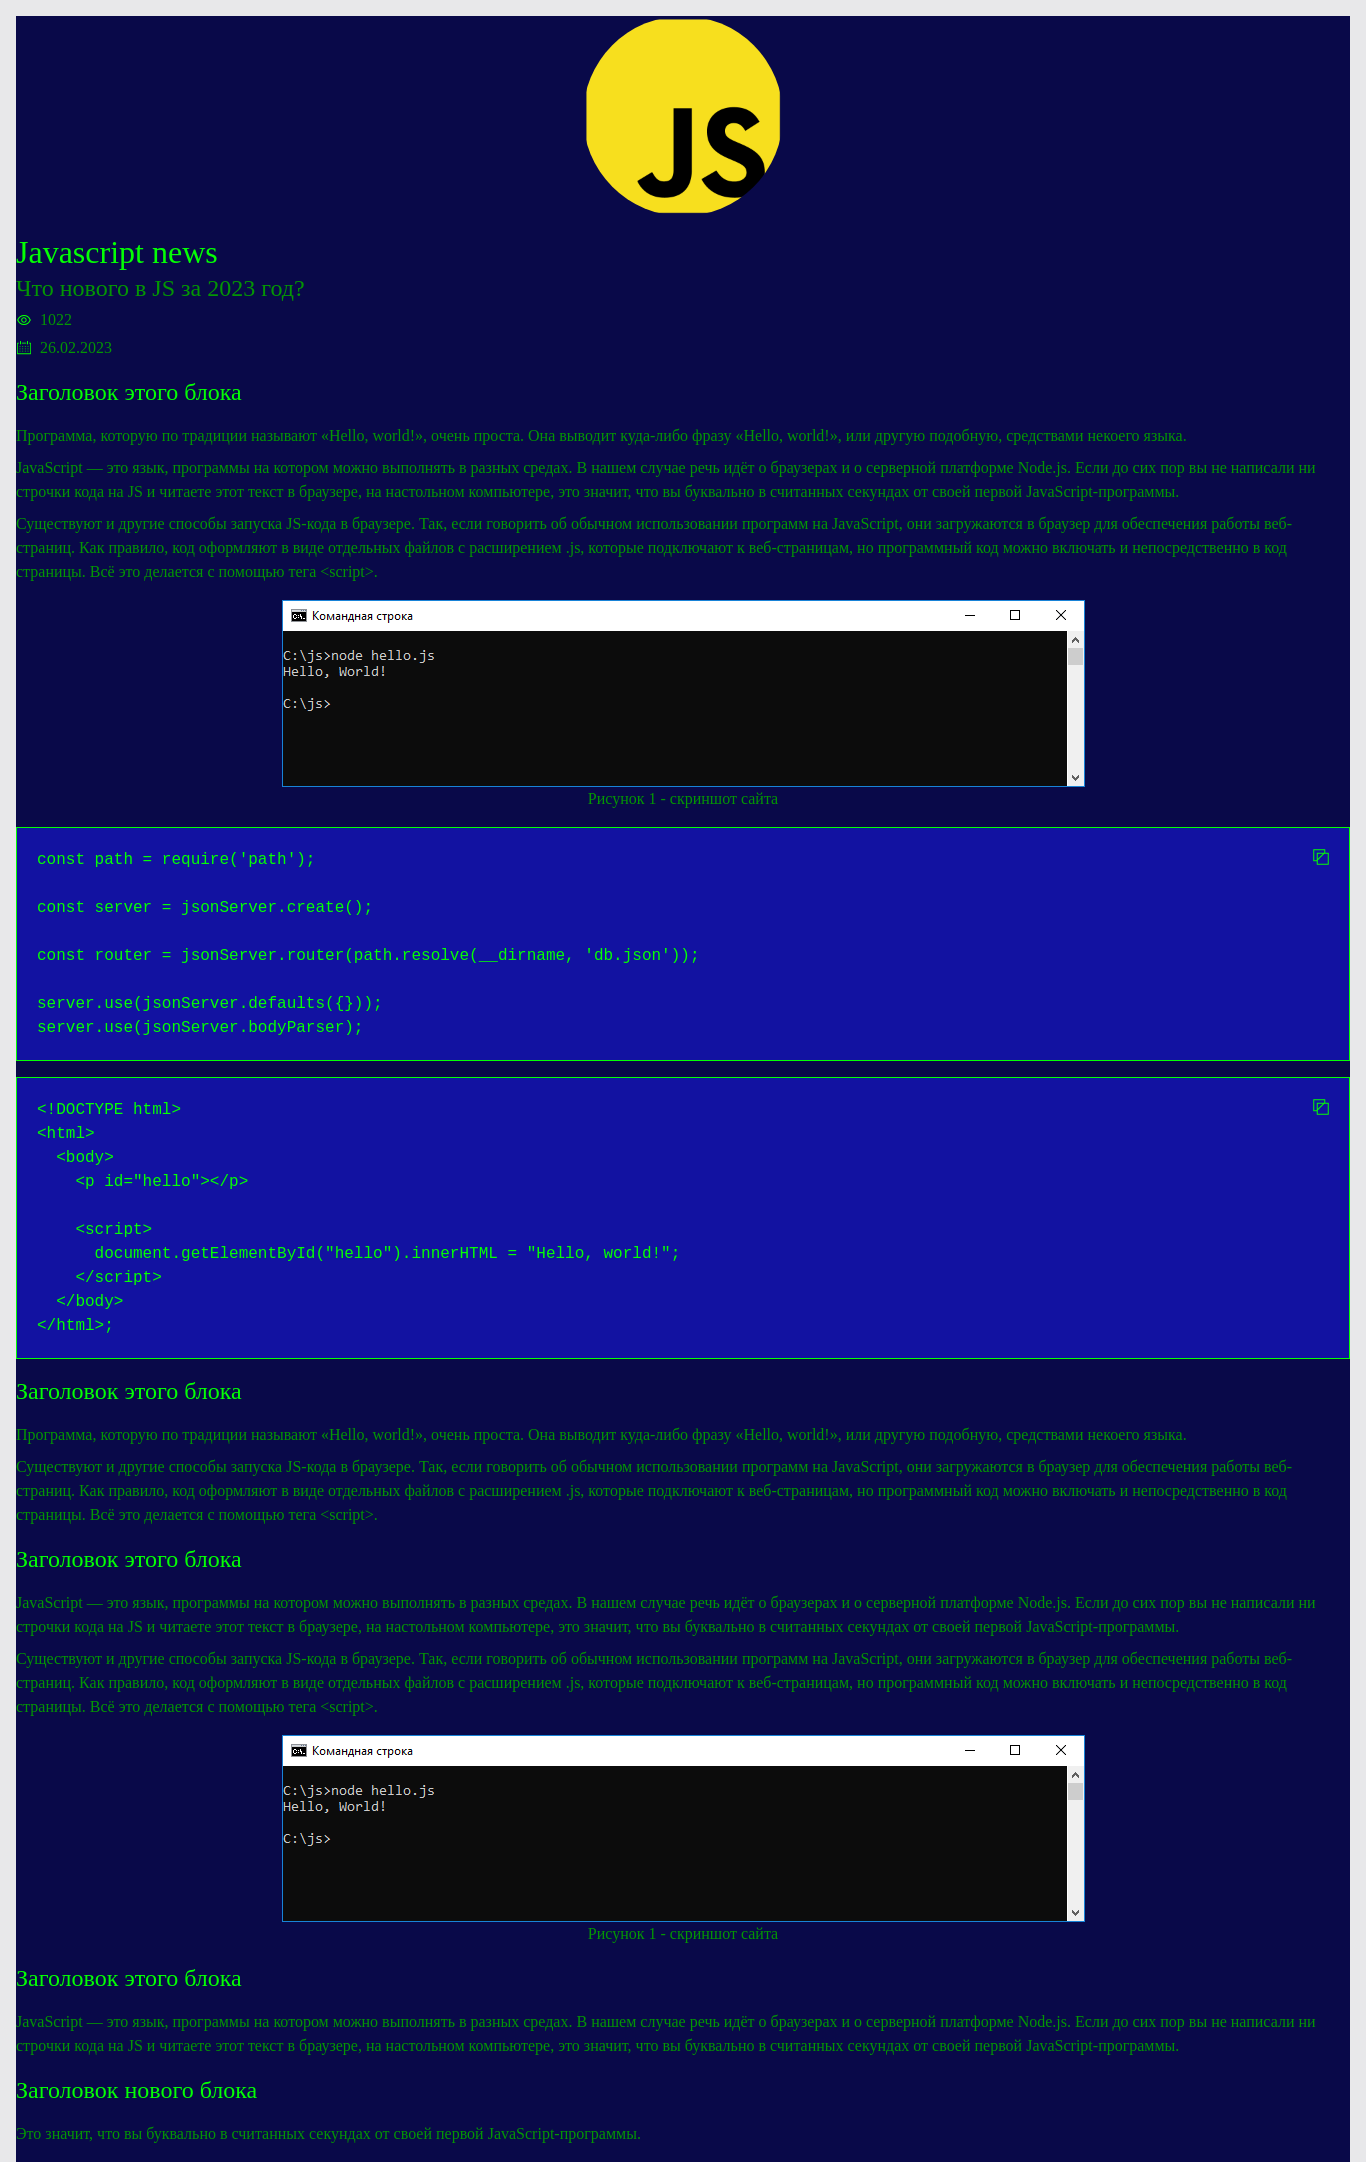 JS
Javascript news
Что нового в JS за 2023 год?
1022
26.02.2023
Заголовок этого блока
Программа, которую по традиции называют «Hello, world!», очень проста. Она выводит куда-либо фразу «Hello, world!», или другую подобную, средствами некоего языка.
JavaScript — это язык, программы на котором можно выполнять в разных средах. В нашем случае речь идёт о браузерах и о серверной платформе Node.js. Если до сих пор вы не написали ни
строчки кода на JS и читаете этот текст в браузере, на настольном компьютере, это значит, что вы буквально в считанных секундах от своей первой JavaScript-программы.
Существуют и другие способы запуска JS-кода в браузере. Так, если говорить об обычном использовании программ на JavaScript, они загружаются в браузер для обеспечения работы веб-
страниц. Как правило, код оформляют в виде отдельных файлов с расширением .js, которые подключают к веб-страницам, но программный код можно включать и непосредственно в код
страницы. Всё это делается с помощью тега <script>.
Командная строка
C:\js>node hello.js
Hello, World!
C:\js>
Рисунок 1 - скриншот сайта
const path = require('path');
const server = jsonServer.create();
const router = jsonServer.router(path.resolve(__dirname, 'db.json'));
server.use(jsonServer.defaults({}));
server.use(jsonServer.bodyParser);
<!DOCTYPE html>
<html>
  <body>
    <p id="hello"></p>
    <script>
      document.getElementById("hello").innerHTML = "Hello, world!";
    </script>
  </body>
</html>;
Заголовок этого блока
Программа, которую по традиции называют «Hello, world!», очень проста. Она выводит куда-либо фразу «Hello, world!», или другую подобную, средствами некоего языка.
Существуют и другие способы запуска JS-кода в браузере. Так, если говорить об обычном использовании программ на JavaScript, они загружаются в браузер для обеспечения работы веб-
страниц. Как правило, код оформляют в виде отдельных файлов с расширением .js, которые подключают к веб-страницам, но программный код можно включать и непосредственно в код
страницы. Всё это делается с помощью тега <script>.
Заголовок этого блока
JavaScript — это язык, программы на котором можно выполнять в разных средах. В нашем случае речь идёт о браузерах и о серверной платформе Node.js. Если до сих пор вы не написали ни
строчки кода на JS и читаете этот текст в браузере, на настольном компьютере, это значит, что вы буквально в считанных секундах от своей первой JavaScript-программы.
Существуют и другие способы запуска JS-кода в браузере. Так, если говорить об обычном использовании программ на JavaScript, они загружаются в браузер для обеспечения работы веб-
страниц. Как правило, код оформляют в виде отдельных файлов с расширением .js, которые подключают к веб-страницам, но программный код можно включать и непосредственно в код
страницы. Всё это делается с помощью тега <script>.
Командная строка
C:\js>node hello.js
Hello, World!
C:\js>
Рисунок 1 - скриншот сайта
Заголовок этого блока
JavaScript — это язык, программы на котором можно выполнять в разных средах. В нашем случае речь идёт о браузерах и о серверной платформе Node.js. Если до сих пор вы не написали ни
строчки кода на JS и читаете этот текст в браузере, на настольном компьютере, это значит, что вы буквально в считанных секундах от своей первой JavaScript-программы.
Заголовок нового блока
Это значит, что вы буквально в считанных секундах от своей первой JavaScript-программы.